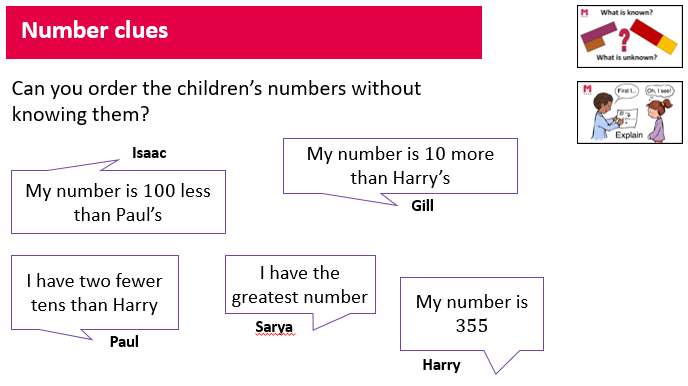 Number clues
What is known?
What is unknown?
First I...
Oh, I see!
Explain
Can you order the children’s numbers without
knowing them?
Isaac
My number is 100 less
than Paul’s
My number is 10 more
than Harry’s
Gill
I have two fewer
tens than Harry
Paul
I have the
greatest number
Sarya
My number is
355
Harry